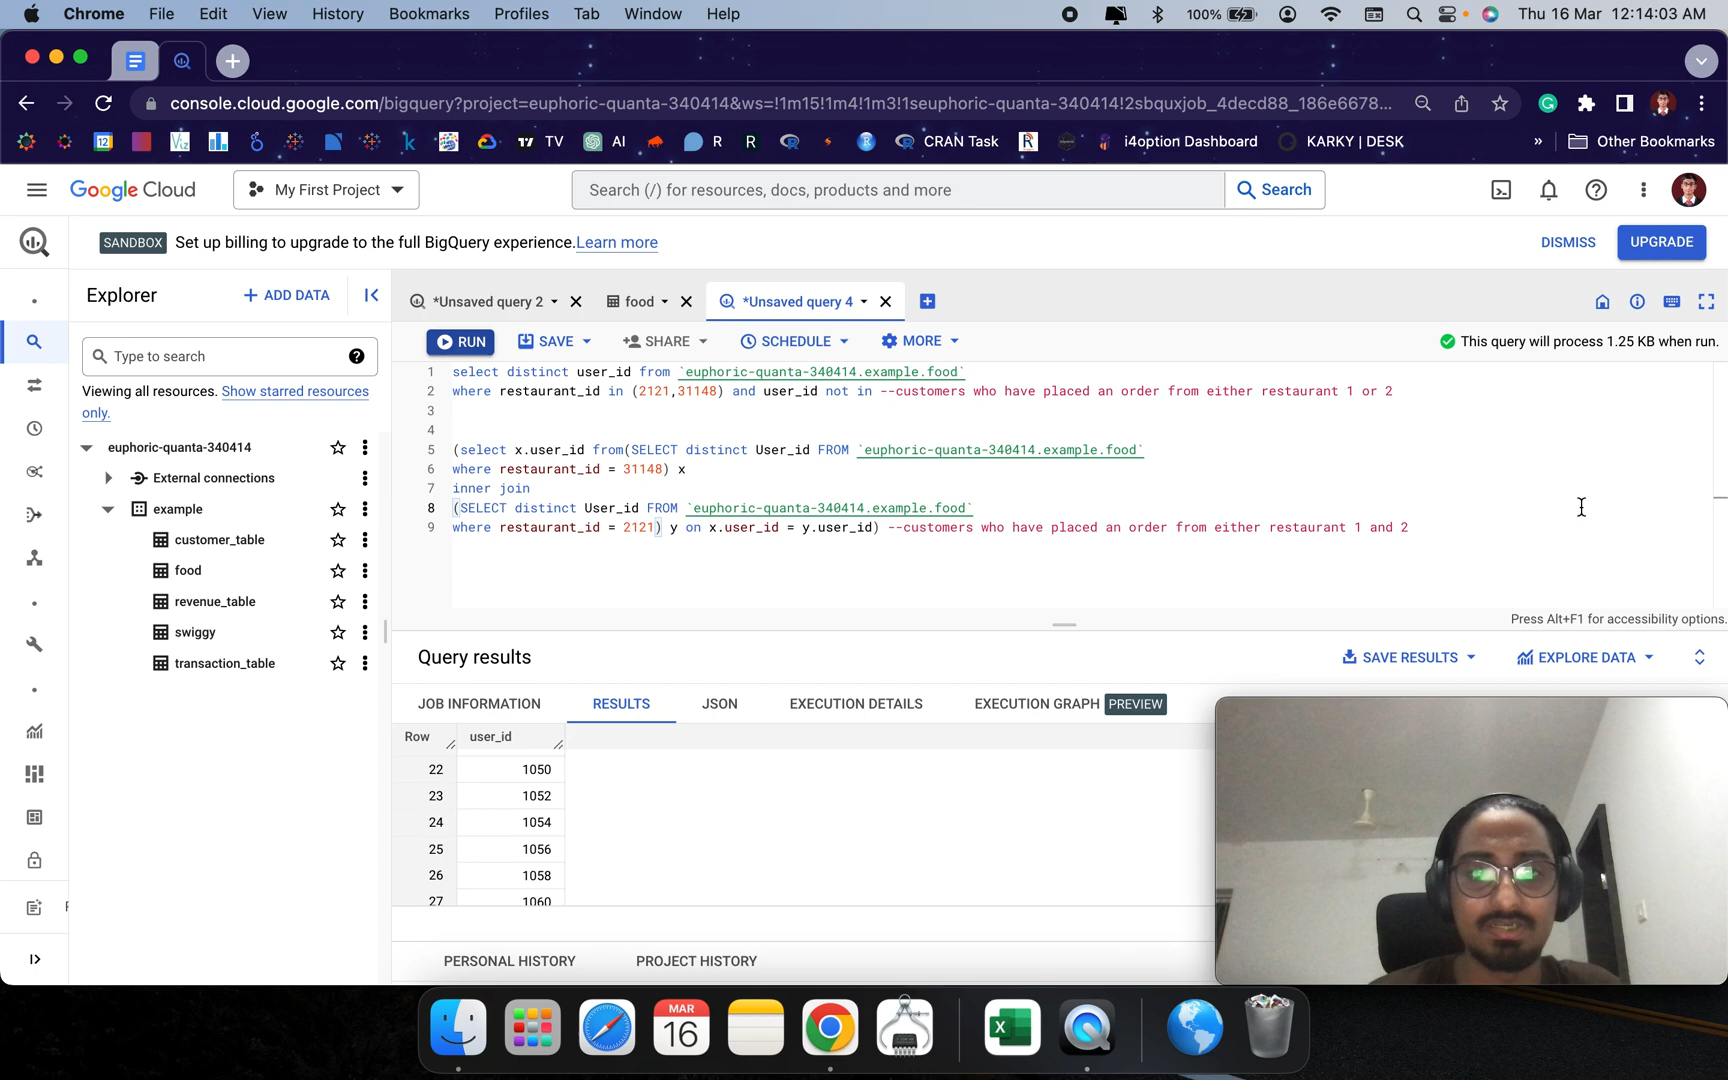 Chrome File Edit View History Bookmarks Profiles Tab Window Help 100% Thu 16 Mar 12:14:03 AM
console.cloud.google.com/bigquery?project=euphoric-quanta-340414&ws=!1m15!1m4!1m3!1seuphoric-quanta-340414!2sbquxjob_4decd88_186e6678...
12 TV AI R R CRAN Task R i4option Dashboard KARKY | DESK » Other Bookmarks
Google Cloud My First Project Search (/) for resources, docs, products and more Search
SANDBOX Set up billing to upgrade to the full BigQuery experience. Learn more DISMISS UPGRADE
Explorer + ADD DATA
*Unsaved query 2 food *Unsaved query 4
RUN SAVE SHARE SCHEDULE MORE This query will process 1.25 KB when run.
Type to search
Viewing all resources. Show starred resources
only.
euphoric-quanta-340414
External connections
example
customer_table
food
revenue_table
swiggy
transaction_table
1 select distinct user_id from `euphoric-quanta-340414.example.food`
2 where restaurant_id in (2121,31148) and user_id not in --customers who have placed an order from either restaurant 1 or 2
3
4
5 (select x.user_id from(SELECT distinct User_id FROM `euphoric-quanta-340414.example.food`
6 where restaurant_id = 31148) x
7 inner join
8 (SELECT distinct User_id FROM `euphoric-quanta-340414.example.food`
9 where restaurant_id = 2121) y on x.user_id = y.user_id) --customers who have placed an order from either restaurant 1 and 2
Press Alt+F1 for accessibility options.
Query results SAVE RESULTS EXPLORE DATA
JOB INFORMATION RESULTS JSON EXECUTION DETAILS EXECUTION GRAPH PREVIEW
Row user_id
22 1050
23 1052
24 1054
25 1056
26 1058
27 1060
PERSONAL HISTORY PROJECT HISTORY
MAR
16
X